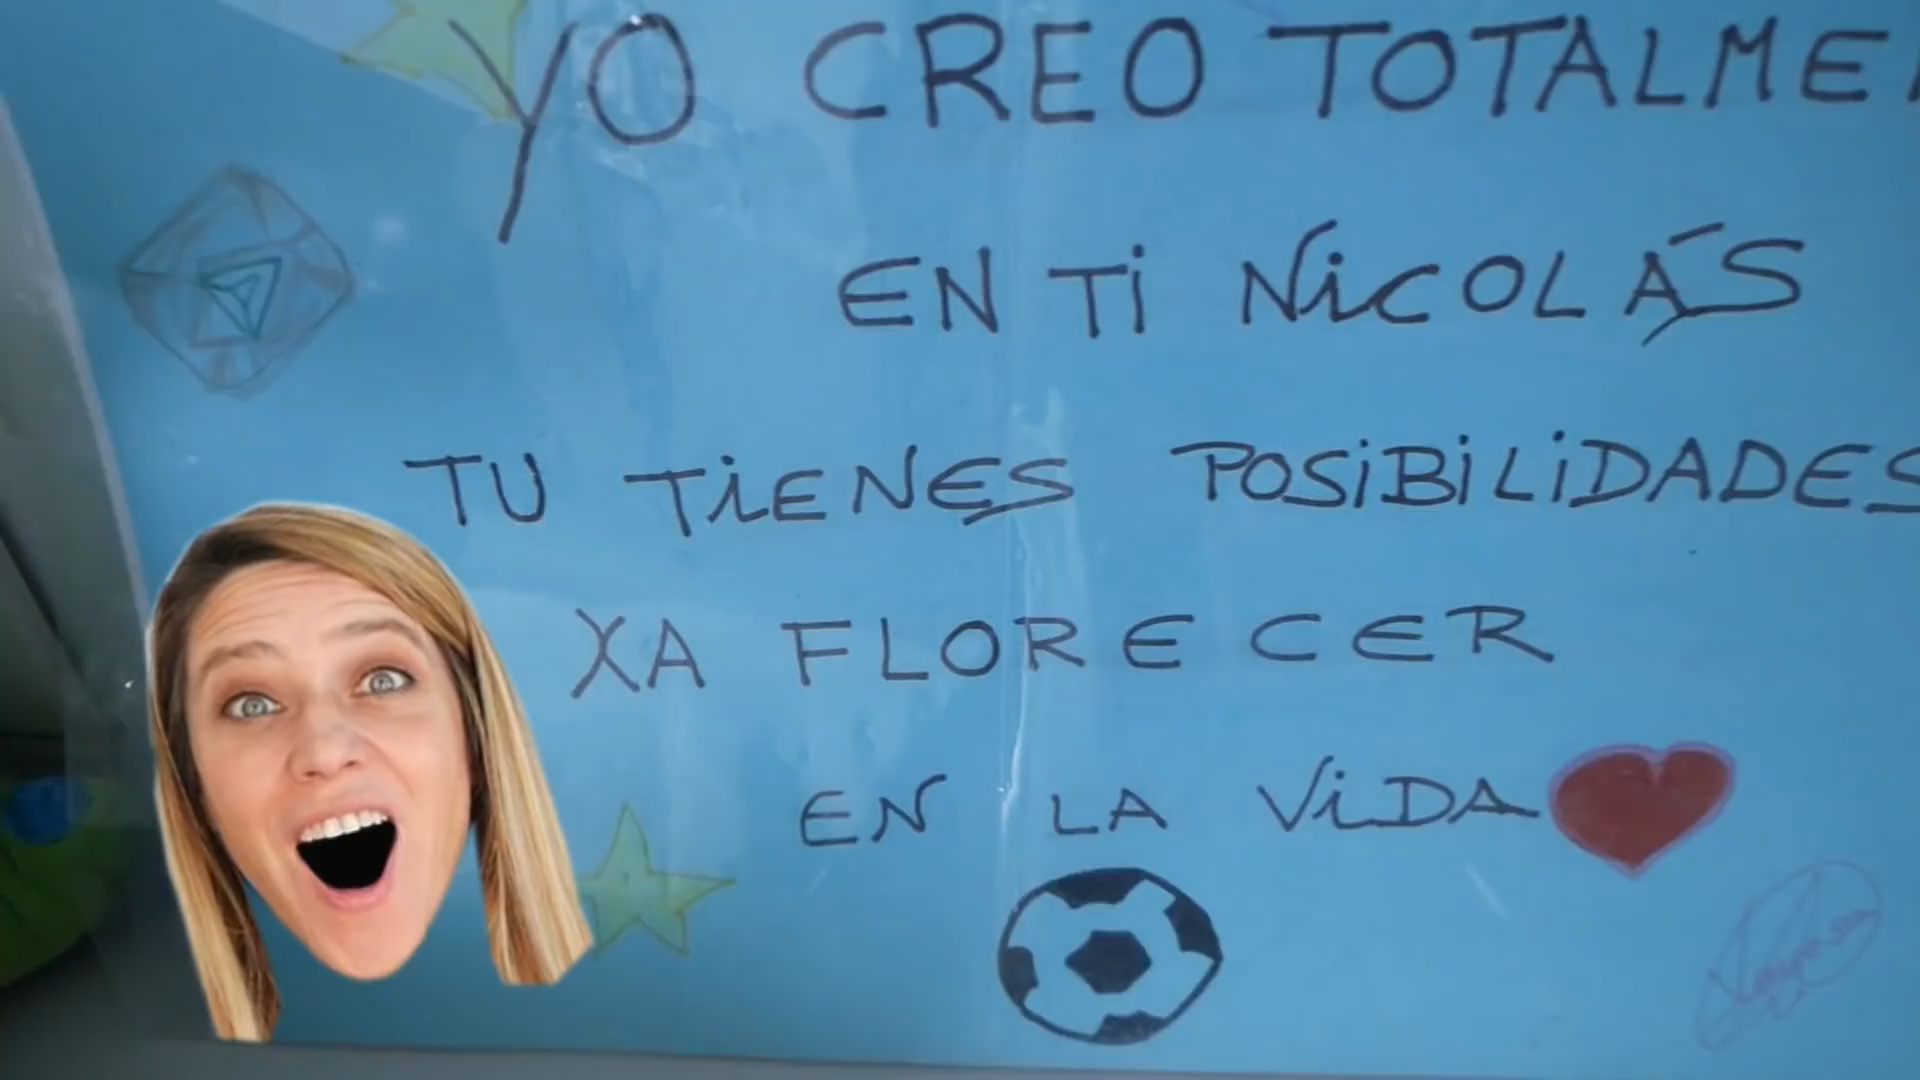 YO CREO TOTALME
EN TI NICOLÁS
TU TIENES POSIBILIDADES
XA FLORECER
EN LA VIDA